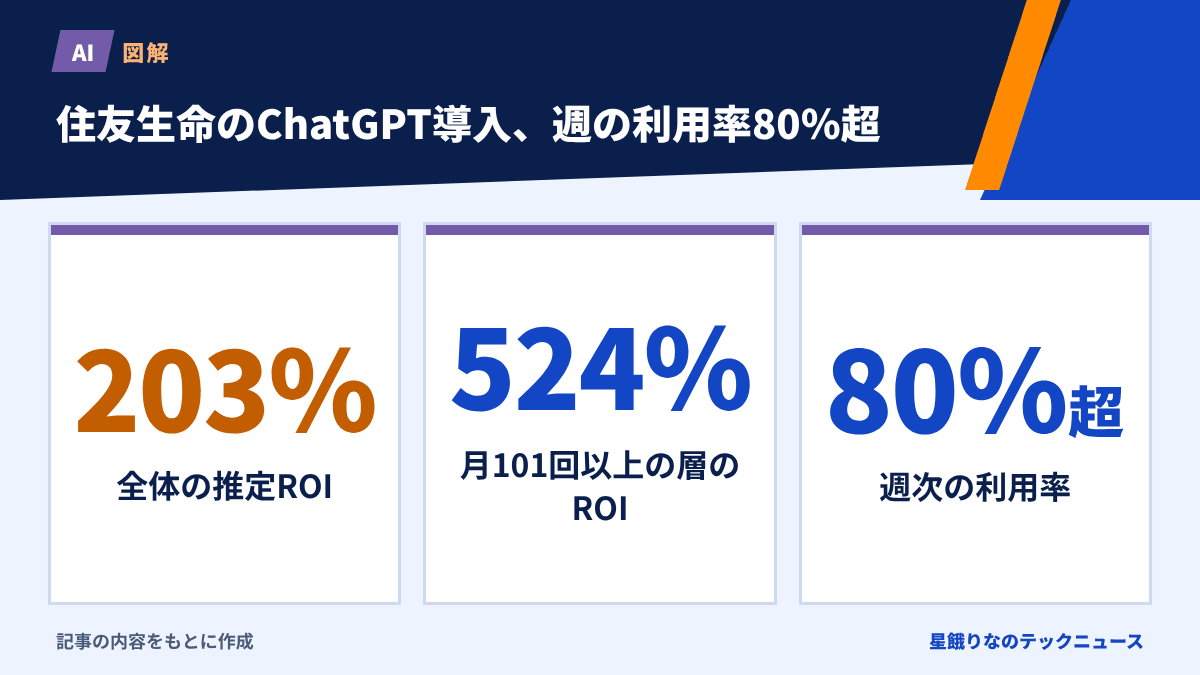 AI 図解
住友生命のChatGPT導入、週の利用率80%超
203%
全体の推定ROI
524%
月101回以上の層の
ROI
80%超
週次の利用率
記事の内容をもとに作成
星餓りなのテックニュース